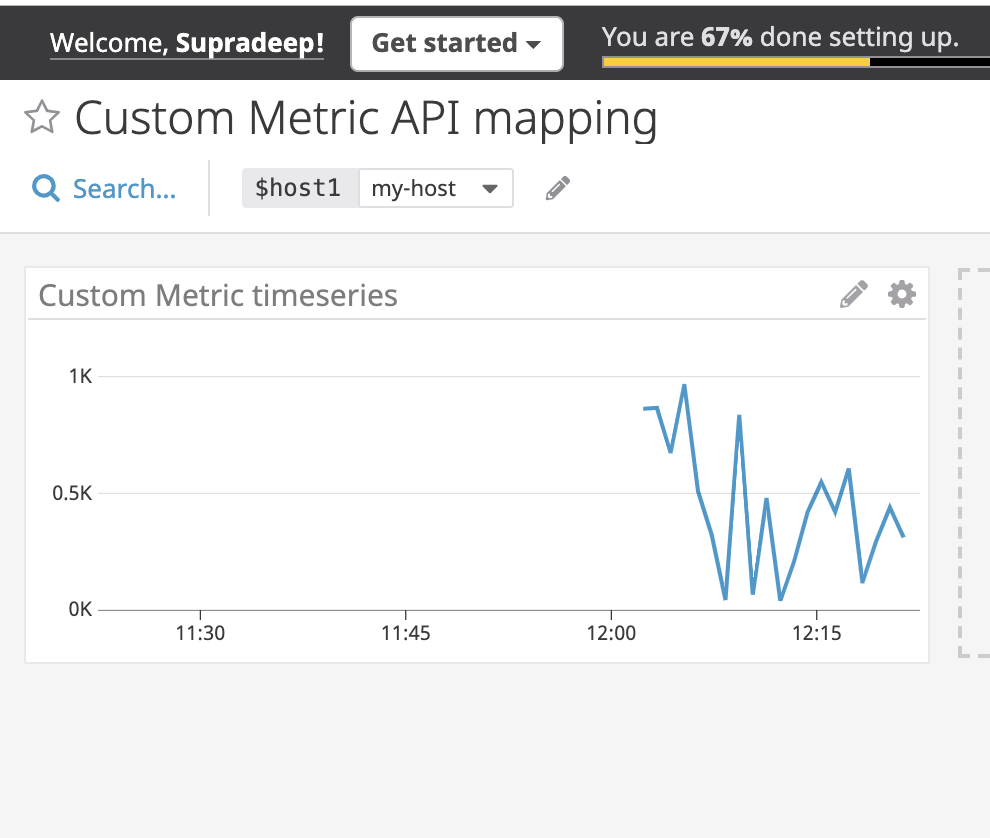 Welcome, Supradeep!
Get started
You are 67% done setting up.
Custom Metric API mapping
Search...
$host1 my-host
Custom Metric timeseries
1K
0.5K
0K
11:30 11:45 12:00 12:15